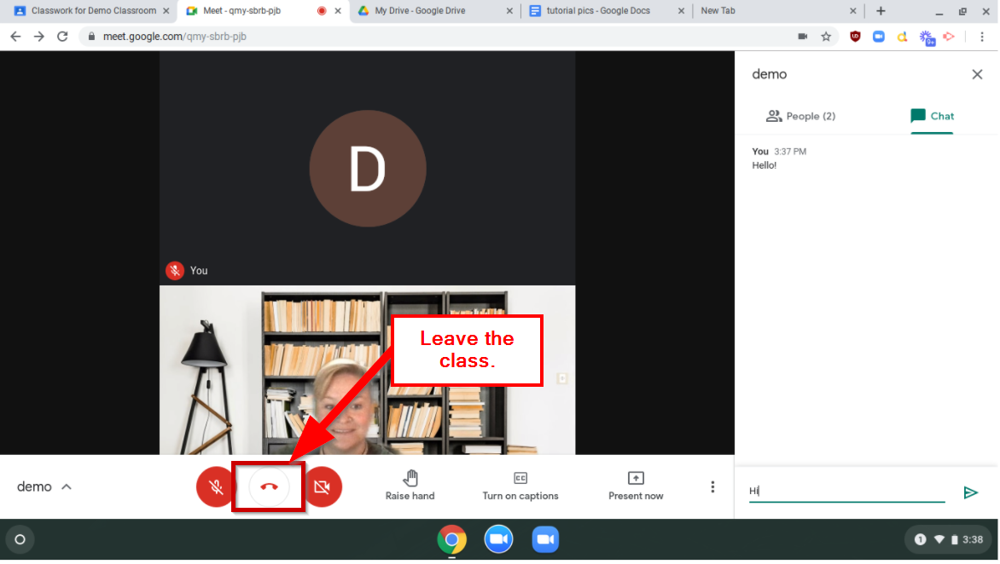 Classwork for Demo Classroom
Meet - qmy-sbrb-pjb
My Drive - Google Drive
tutorial pics - Google Docs
New Tab
meet.google.com/qmy-sbrb-pjb
9+
demo
People (2)
Chat
You 3:37 PM
Hello!
D
You
Leave the
class.
demo
Raise hand
CC
Turn on captions
Present now
Hi
1
3:38